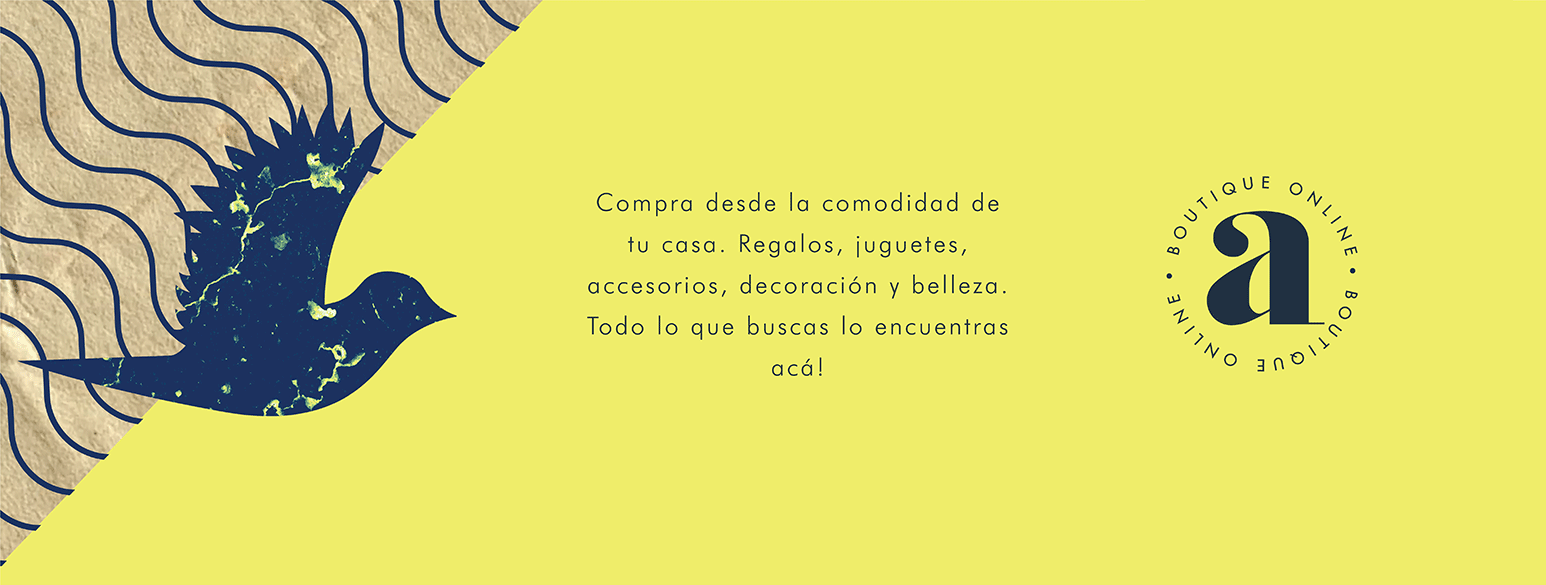 Compra desde la comodidad de
tu casa. Regalos, juguetes,
accesorios, decoración y belleza.
Todo lo que buscas lo encuentras
acá!
• BOUTIQUE ONLINE • BOUTIQUE ONLINE
a